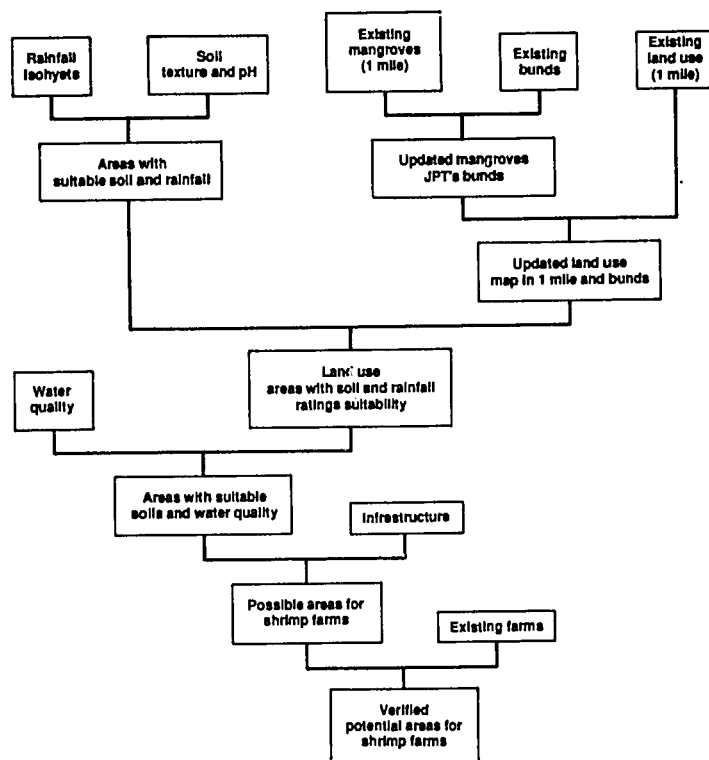 Rainfall
isohyets
Soil
texture and pH
Existing
mangroves
(1 mile)
Existing
bunds
Existing
land use
(1 mile)
Areas with
suitable soil and rainfall
Updated mangroves
JPT's bunds
Updated land use
map in 1 mile and bunds
Water
quality
Land use
areas with soil and rainfall
ratings suitability
Areas with suitable
soils and water quality
Infrastructure
Possible areas for
shrimp farms
Existing farms
Verified
potential areas for
shrimp farms